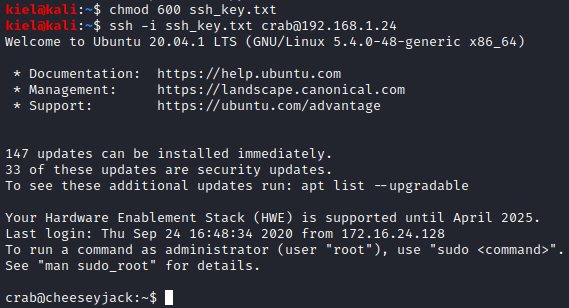 kiel@kali:~$ chmod 600 ssh_key.txt
kiel@kali:~$ ssh -i ssh_key.txt crab@192.168.1.24
Welcome to Ubuntu 20.04.1 LTS (GNU/Linux 5.4.0-48-generic x86_64)

 * Documentation:  https://help.ubuntu.com
 * Management:     https://landscape.canonical.com
 * Support:        https://ubuntu.com/advantage


147 updates can be installed immediately.
33 of these updates are security updates.
To see these additional updates run: apt list --upgradable

Your Hardware Enablement Stack (HWE) is supported until April 2025.
Last login: Thu Sep 24 16:48:34 2020 from 172.16.24.128
To run a command as administrator (user "root"), use "sudo <command>".
See "man sudo_root" for details.

crab@cheeseyjack:~$